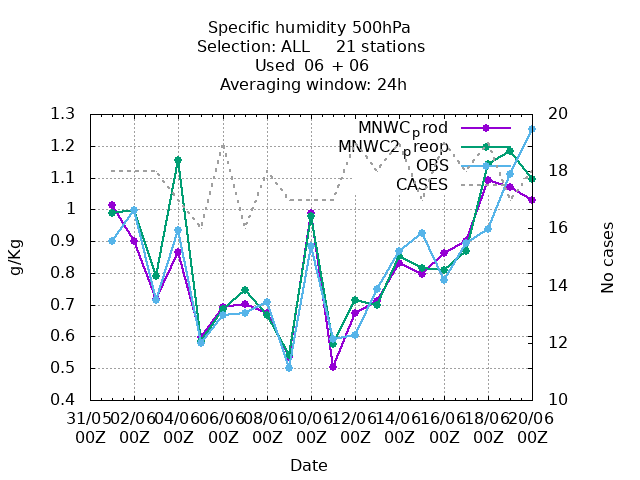 Specific humidity 500hPa
Selection: ALL 21 stations
Used 06 + 06
Averaging window: 24h
1.3
1.2
1.1
1
0.9
0.8
0.7
0.6
0.5
0.4
g/Kg
MNWCprod
MNWC2preop
OBS
CASES
20
18
16
14
12
10
No cases
31/05 02/06 04/06 06/06 08/06 10/06 12/06 14/06 16/06 18/06 20/06
00Z 00Z 00Z 00Z 00Z 00Z 00Z 00Z 00Z 00Z 00Z
Date